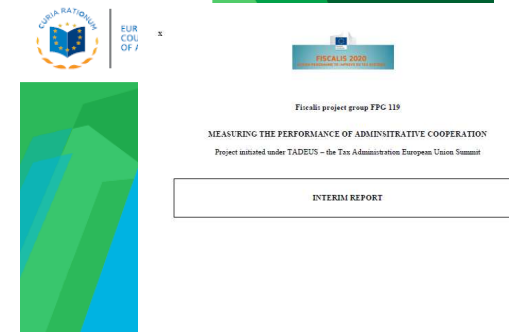 CURIA RATIONUM
EUR
COU
OF A
x
FISCALIS 2020
Fiscalis project group FPG 119
MEASURING THE PERFORMANCE OF ADMINSITRATIVE COOPERATION
Project initiated under TADEUS – the Tax Administration European Union Summit
INTERIM REPORT